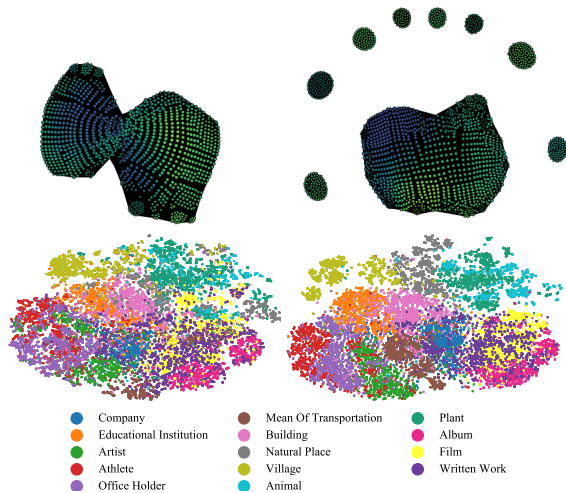 Company
Educational Institution
Artist
Athlete
Office Holder
Mean Of Transportation
Building
Natural Place
Village
Animal
Plant
Album
Film
Written Work